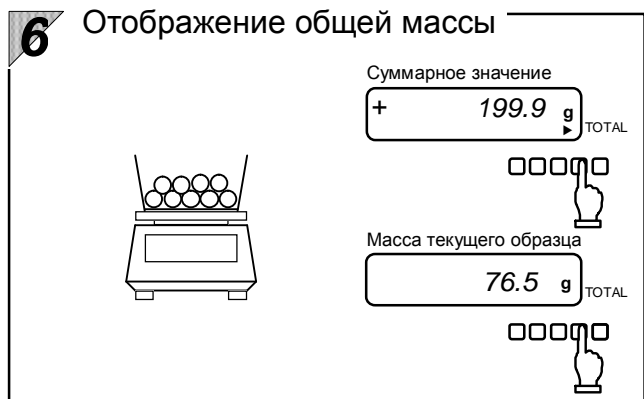 6 Отображение общей массы
Суммарное значение
+ 199.9 g
TOTAL
Масса текущего образца
76.5 g
TOTAL